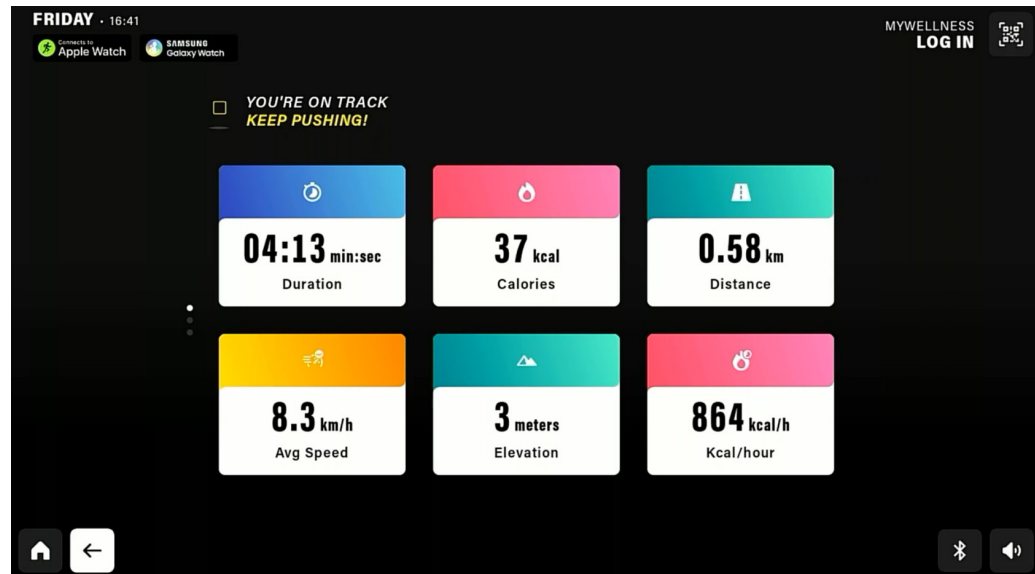 FRIDAY · 16:41
Connects to
Apple Watch
SAMSUNG
Galaxy Watch
MYWELLNESS
LOG IN
YOU'RE ON TRACK
KEEP PUSHING!
04:13 min:sec
Duration
37 kcal
Calories
0.58 km
Distance
8.3 km/h
Avg Speed
3 meters
Elevation
864 kcal/h
Kcal/hour